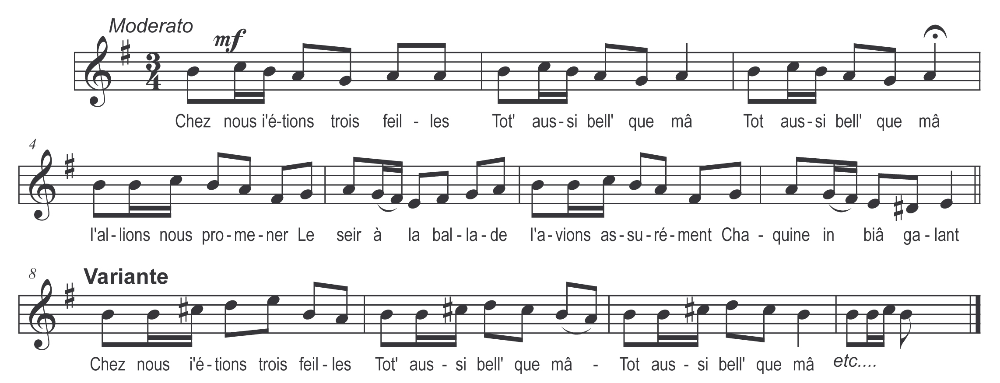 Moderato
mf
3
4
Chez nous i'é-tions trois feil - les Tot' aus-si bell' que mâ Tot aus-si bell' que mâ
4
I'al-lions nous pro-me-ner Le seir à la bal-la-de I'a-vions as-su-ré-ment Cha - quine in biâ ga-lant
8
Variante
Chez nous i'é-tions trois feil-les Tot' aus - si bell' que mâ - Tot aus - si bell' que mâ etc....